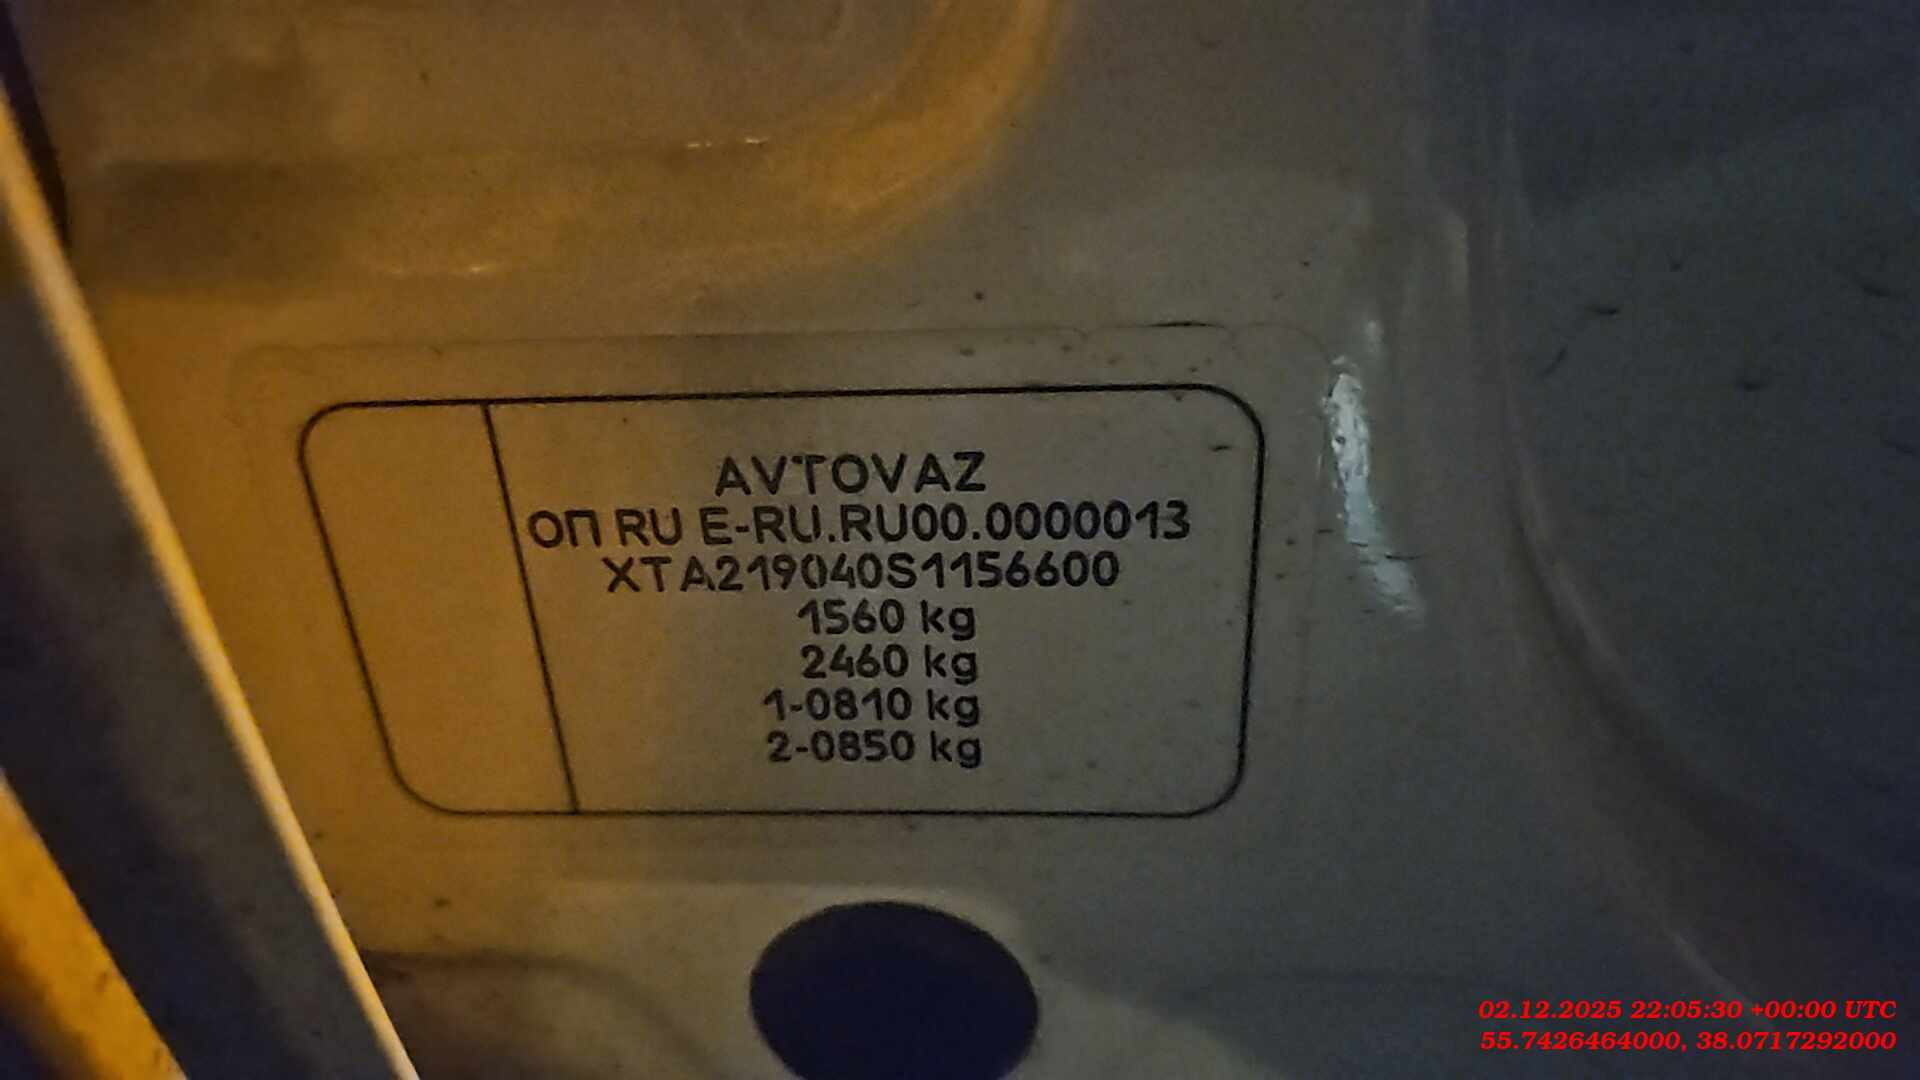 AVTOVAZ
ОП RU E-RU.RU00.0000013
XTA219040S1156600
1560 kg
2460 kg
1-0810 kg
2-0850 kg
02.12.2025 22:05:30 +00:00 UTC
55.7426464000, 38.0717292000